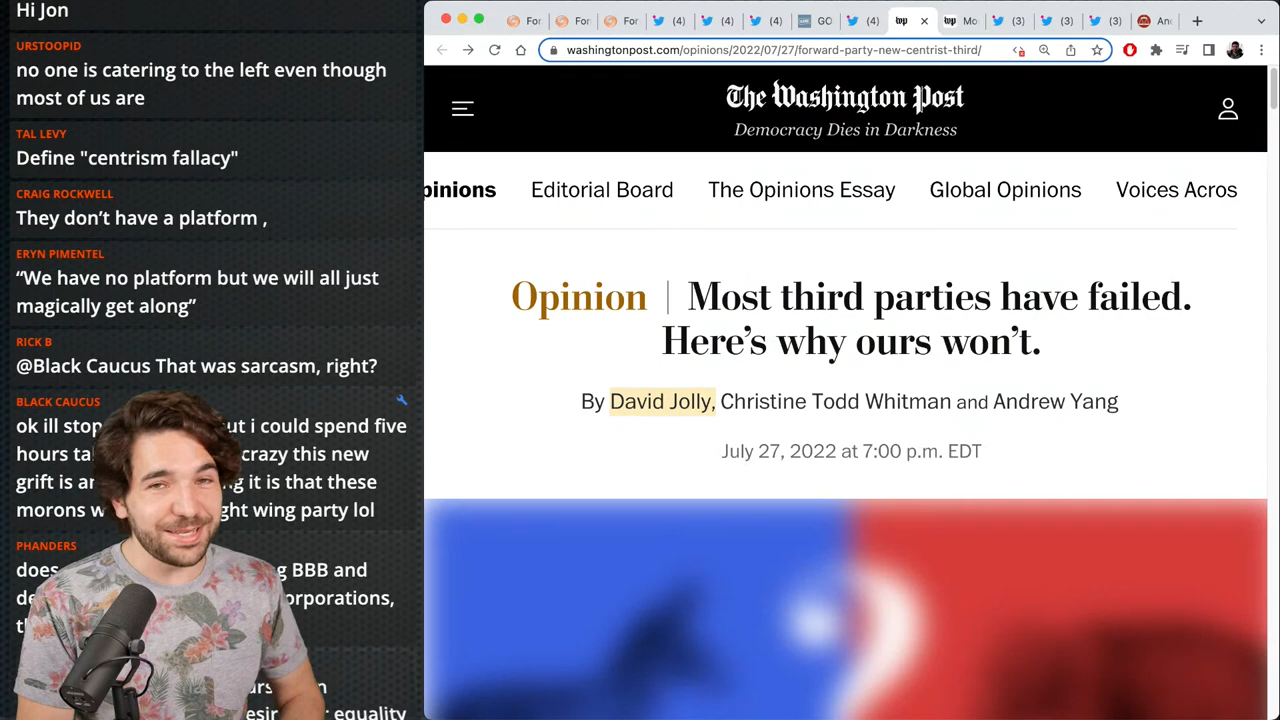 Hi Jon
URSTOOPID
no one is catering to the left even though
most of us are
TAL LEVY
Define "centrism fallacy"
CRAIG ROCKWELL
They don’t have a platform ,
ERYN PIMENTEL
“We have no platform but we will all just
magically get along”
RICK B
@Black Caucus That was sarcasm, right?
BLACK CAUCUS
ok ill stop ut i could spend five
hours crazy this new
grift is it is that these
morons ght wing party lol
PHANDERS
does BBB and
orporations,
equality
For
For
For
(4)
(4)
(4)
GO
(4)
wp
wp Mo
(3)
(3)
(3)
washingtonpost.com/opinions/2022/07/27/forward-party-new-centrist-third/
The Washington Post
Democracy Dies in Darkness
pinions Editorial Board The Opinions Essay Global Opinions Voices Acros
Opinion | Most third parties have failed.
Here’s why ours won’t.
By David Jolly, Christine Todd Whitman and Andrew Yang
July 27, 2022 at 7:00 p.m. EDT